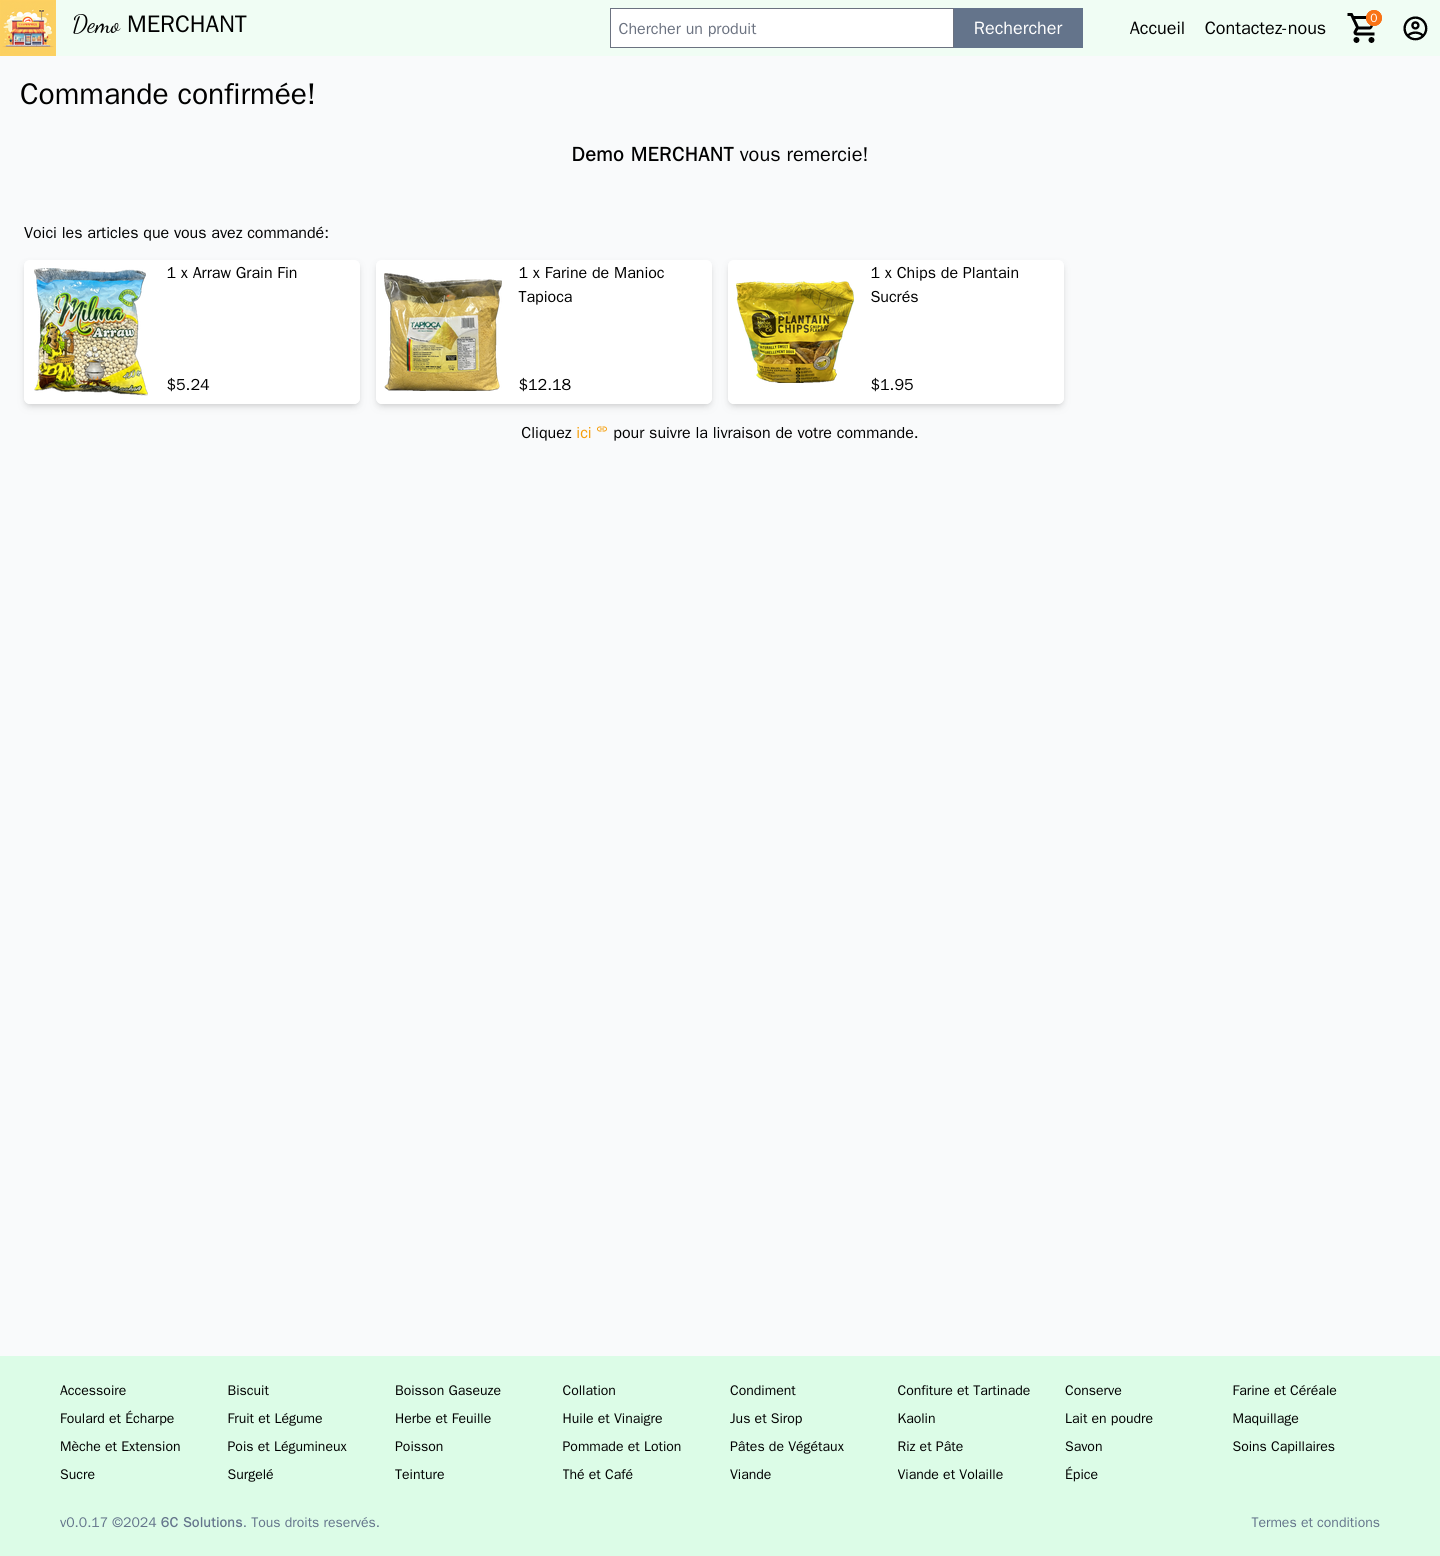 Demo MERCHANT
Chercher un produit
Rechercher
Accueil
Contactez-nous
0
Commande confirmée!
Demo MERCHANT vous remercie!
Voici les articles que vous avez commandé:
Milma
Arraw
1 x Arraw Grain Fin
$5.24
TAPIOCA
1 x Farine de Manioc
Tapioca
$12.18
PLANTAIN
CHIPS
1 x Chips de Plantain
Sucrés
$1.95
Cliquez ici pour suivre la livraison de votre commande.
Accessoire
Biscuit
Boisson Gaseuze
Collation
Condiment
Confiture et Tartinade
Conserve
Farine et Céréale
Foulard et Écharpe
Fruit et Légume
Herbe et Feuille
Huile et Vinaigre
Jus et Sirop
Kaolin
Lait en poudre
Maquillage
Mèche et Extension
Pois et Légumineux
Poisson
Pommade et Lotion
Pâtes de Végétaux
Riz et Pâte
Savon
Soins Capillaires
Sucre
Surgelé
Teinture
Thé et Café
Viande
Viande et Volaille
Épice
v0.0.17 ©2024 6C Solutions. Tous droits reservés.
Termes et conditions